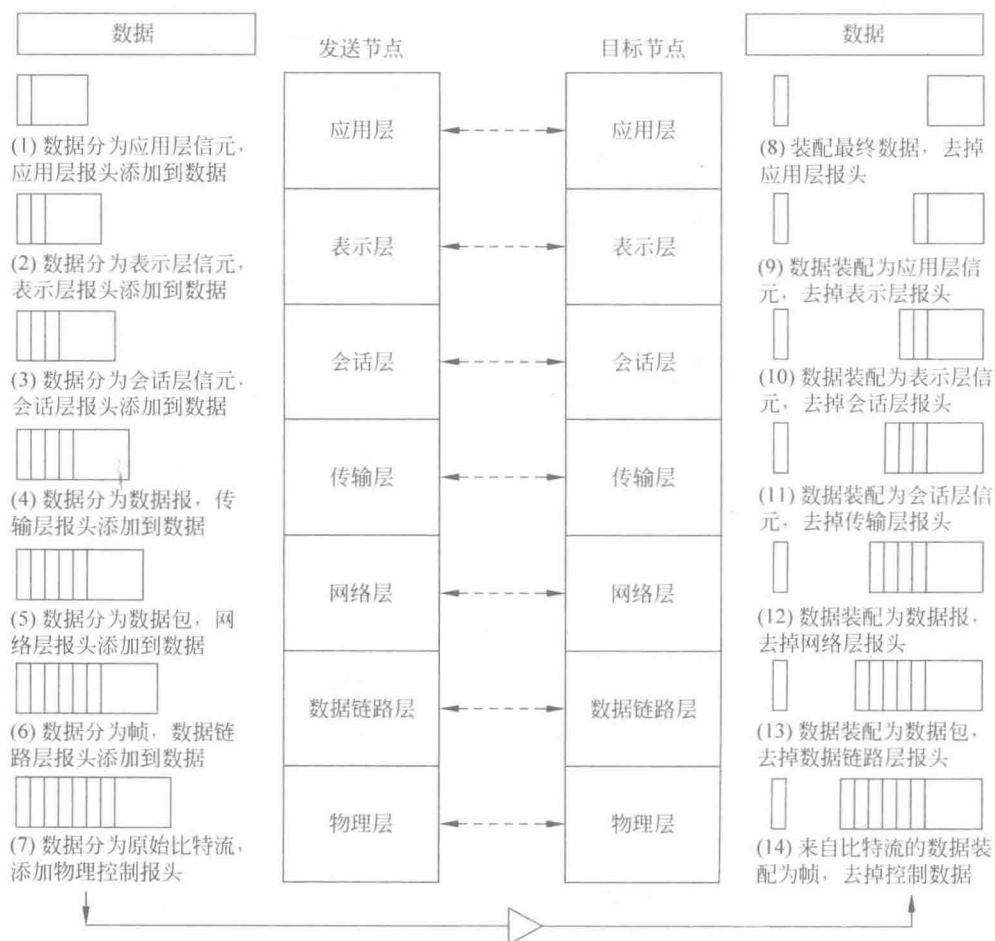 数据
(1) 数据分为应用层信元，
应用层报头添加到数据
(2) 数据分为表示层信元，
表示层报头添加到数据
(3) 数据分为会话层信元，
会话层报头添加到数据
(4) 数据分为数据报，传
输层报头添加到数据
(5) 数据分为数据包，网
络层报头添加到数据
(6) 数据分为帧，数据链
路层报头添加到数据
(7) 数据分为原始比特流，
添加物理控制报头
发送节点
应用层
表示层
会话层
传输层
网络层
数据链路层
物理层
目标节点
应用层
表示层
会话层
传输层
网络层
数据链路层
物理层
数据
(8) 装配最终数据，去掉
应用层报头
(9) 数据装配为应用层信
元，去掉表示层报头
(10) 数据装配为表示层信
元，去掉会话层报头
(11) 数据装配为会话层信
元，去掉传输层报头
(12) 数据装配为数据报，
去掉网络层报头
(13) 数据装配为数据包，
去掉数据链路层报头
(14) 来自比特流的数据装
配为帧，去掉控制数据